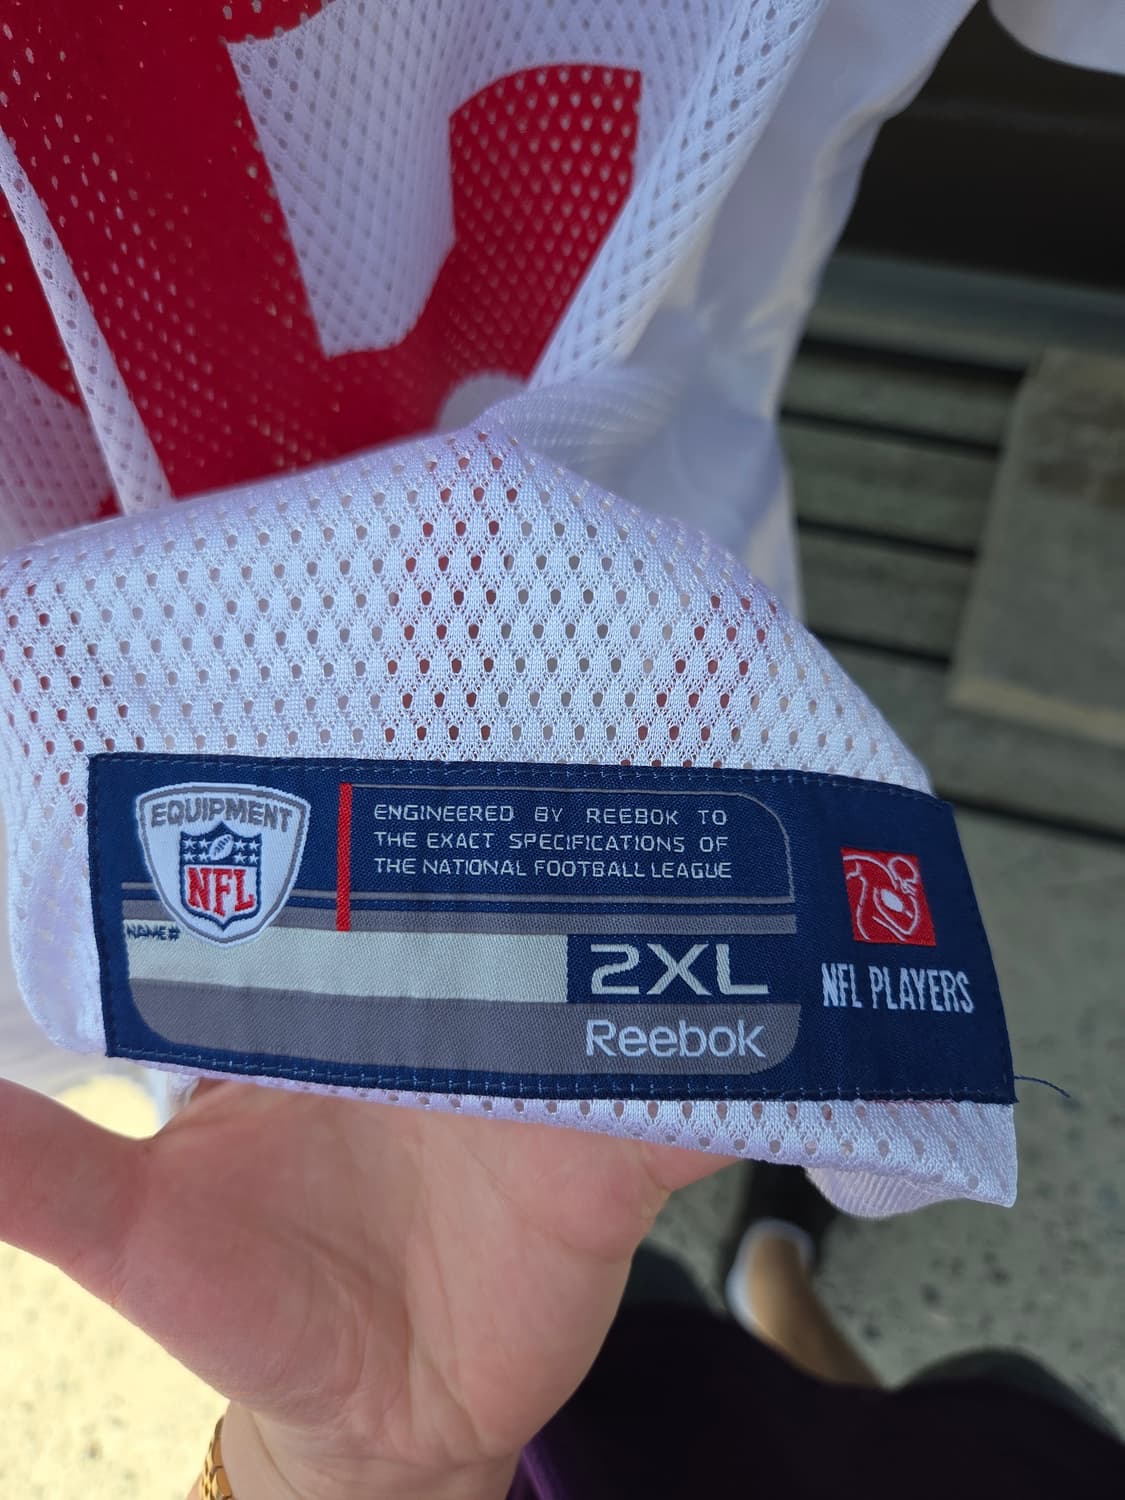 EQUIPMENT
NFL
ENGINEERED BY REEBOK TO
THE EXACT SPECIFICATIONS OF
THE NATIONAL FOOTBALL LEAGUE
NAME#
2XL
Reebok
NFL PLAYERS